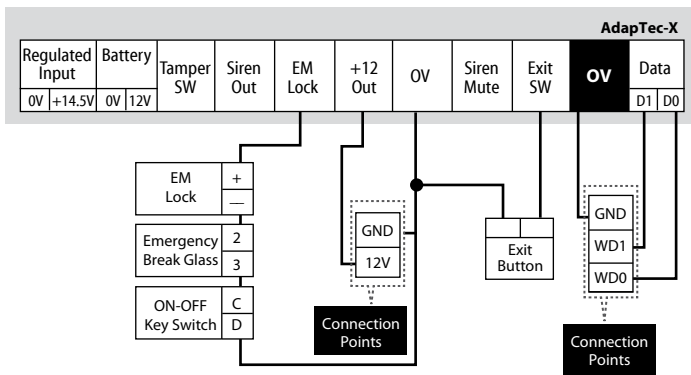 AdapTec-X
Regulated Input
0V +14.5V
Battery
0V 12V
Tamper SW
Siren Out
EM Lock
+12 Out
0V
Siren Mute
Exit SW
0V
Data
D1 D0
EM Lock
+
—
Emergency Break Glass
2
3
ON-OFF Key Switch
C
D
GND
12V
Connection Points
Exit Button
GND
WD1
WD0
Connection Points